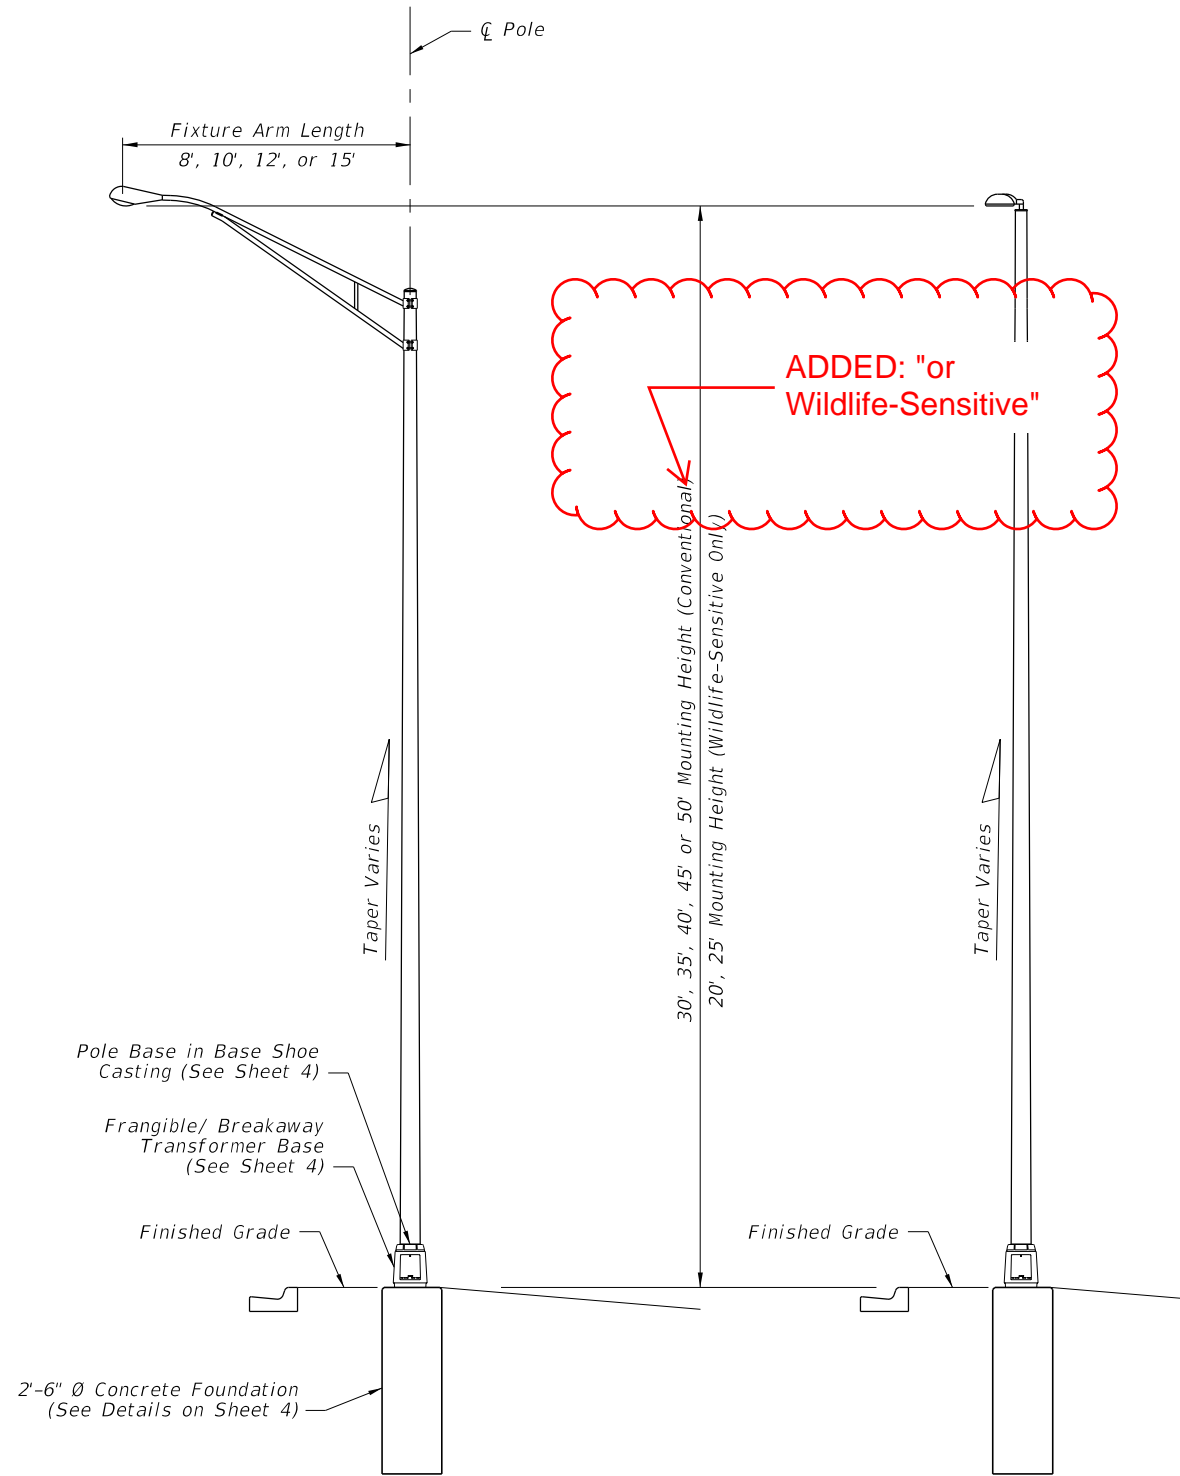 ℄ Pole
Fixture Arm Length
8', 10', 12', or 15'
ADDED: "or
Wildlife-Sensitive"
30', 35', 40', 45' or 50' Mounting Height (Conventional)
20', 25' Mounting Height (Wildlife-Sensitive Only)
Taper Varies
Taper Varies
Pole Base in Base Shoe
Casting (See Sheet 4)
Frangible/ Breakaway
Transformer Base
(See Sheet 4)
Finished Grade
Finished Grade
2'-6" Ø Concrete Foundation
(See Details on Sheet 4)